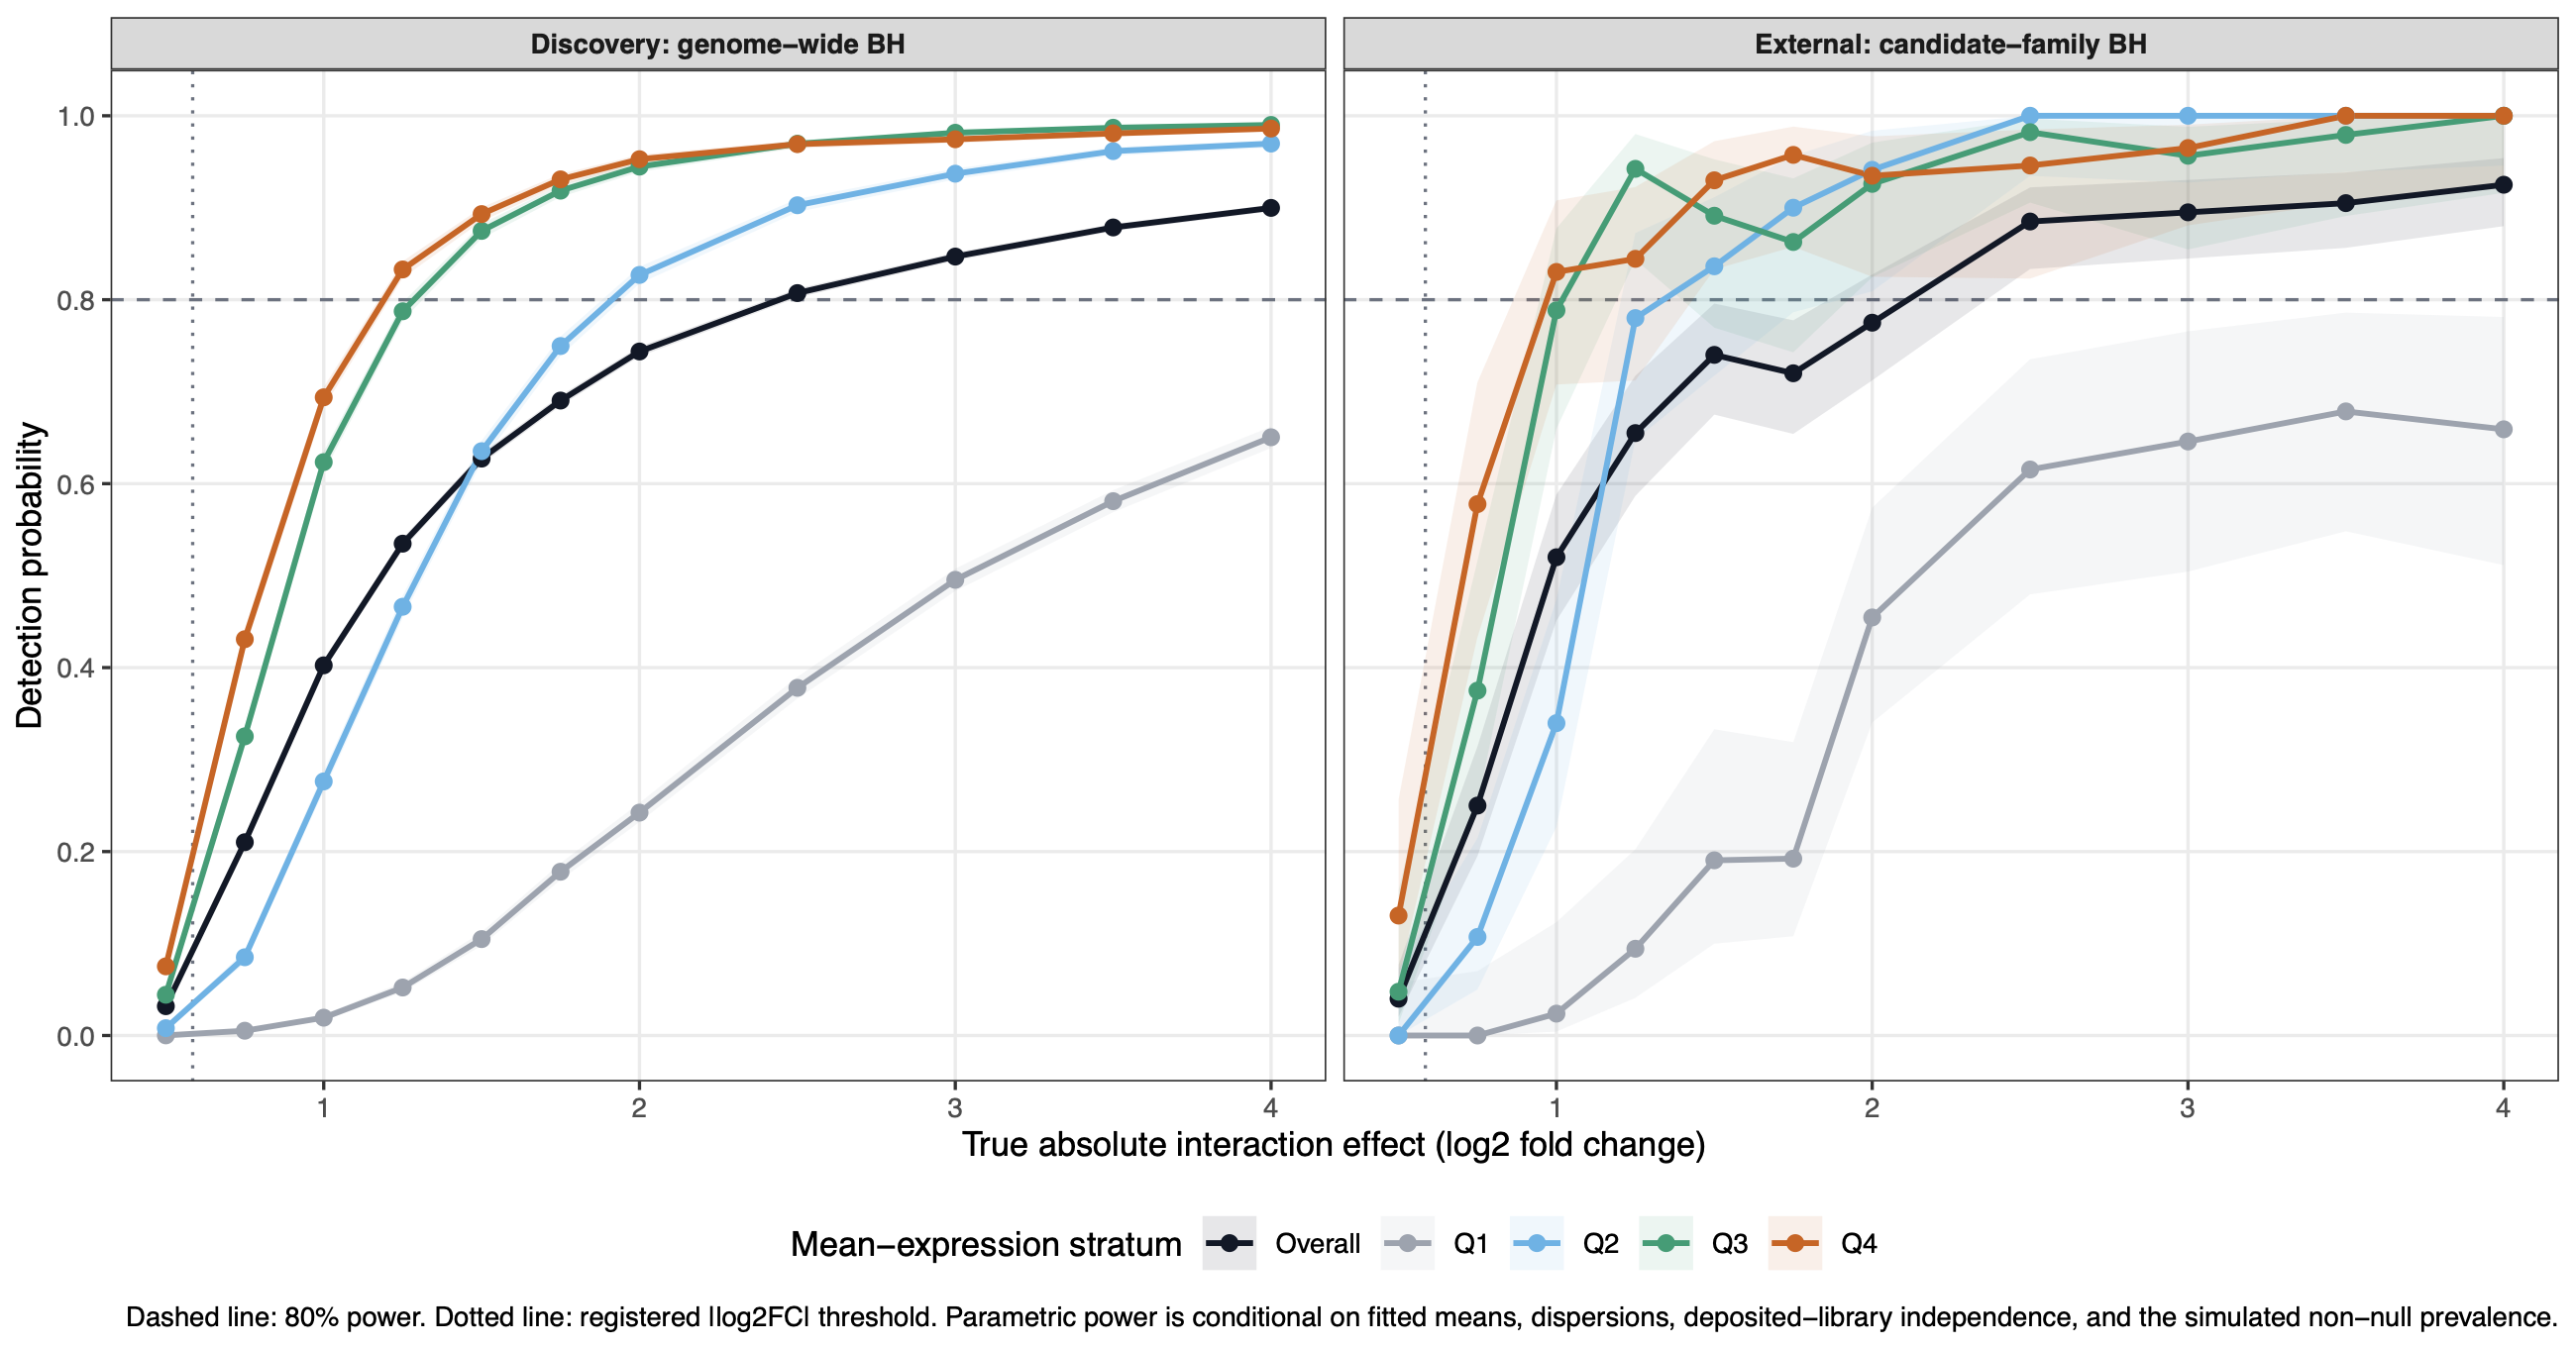 Discovery: genome−wide BH
External: candidate−family BH
Detection probability
1.0
0.8
0.6
0.4
0.2
0.0
1 2 3 4
1 2 3 4
True absolute interaction effect (log2 fold change)
Mean−expression stratum Overall Q1 Q2 Q3 Q4
Dashed line: 80% power. Dotted line: registered |log2FC| threshold. Parametric power is conditional on fitted means, dispersions, deposited−library independence, and the simulated non−null prevalence.